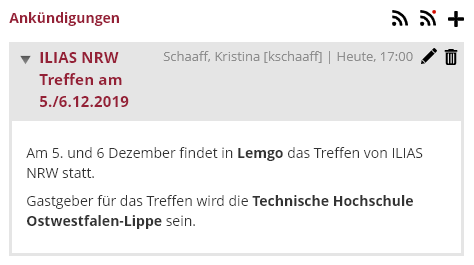 Ankündigungen
ILIAS NRW Schaaff, Kristina [kschaaff] | Heute, 17:00
Treffen am
5./6.12.2019
Am 5. und 6 Dezember findet in Lemgo das Treffen von ILIAS
NRW statt.
Gastgeber für das Treffen wird die Technische Hochschule
Ostwestfalen-Lippe sein.